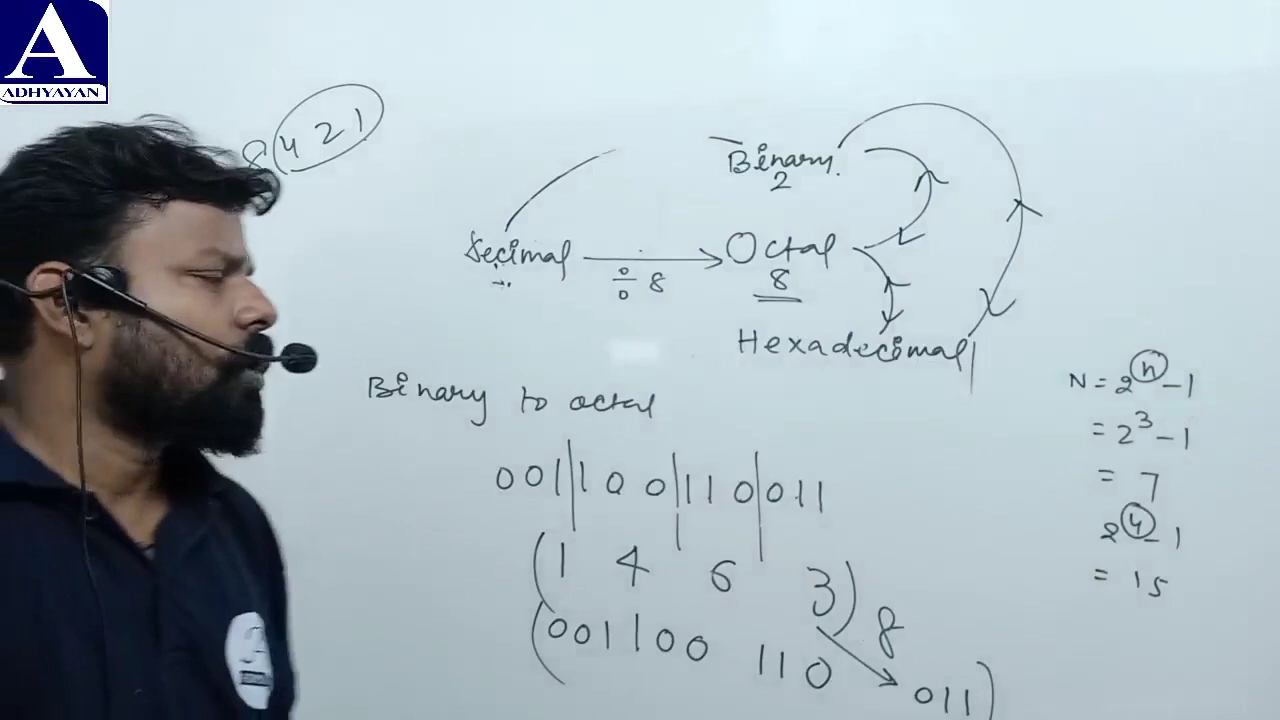 A
ADHYAYAN
8 4 2 1
Binary
2
Decimal
÷ 8
Octal
8
Hexadecimal
N = 2^n - 1
= 2^3 - 1
= 7
2^4 - 1
= 15
Binary to octal
001|100|110|011
(1 4 6 3)8
(001 100 110 011)